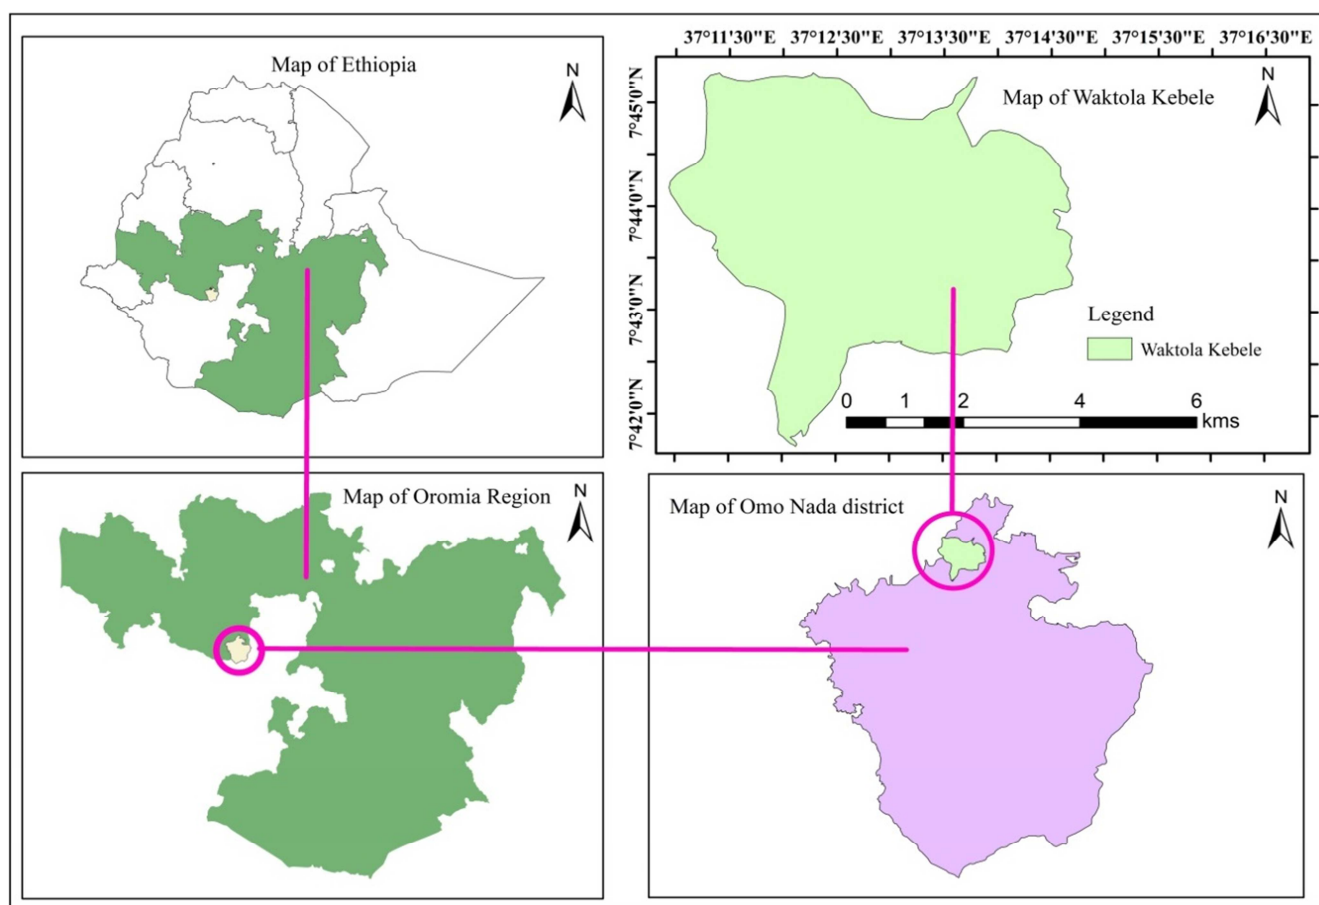 Map of Ethiopia
N
37°11'30"E 37°12'30"E 37°13'30"E 37°14'30"E 37°15'30"E 37°16'30"E
7°45'0"N
7°44'0"N
7°43'0"N
7°42'0"N
Map of Waktola Kebele
N
Legend
Waktola Kebele
0 1 2 4 6
kms
Map of Oromia Region
N
Map of Omo Nada district
N